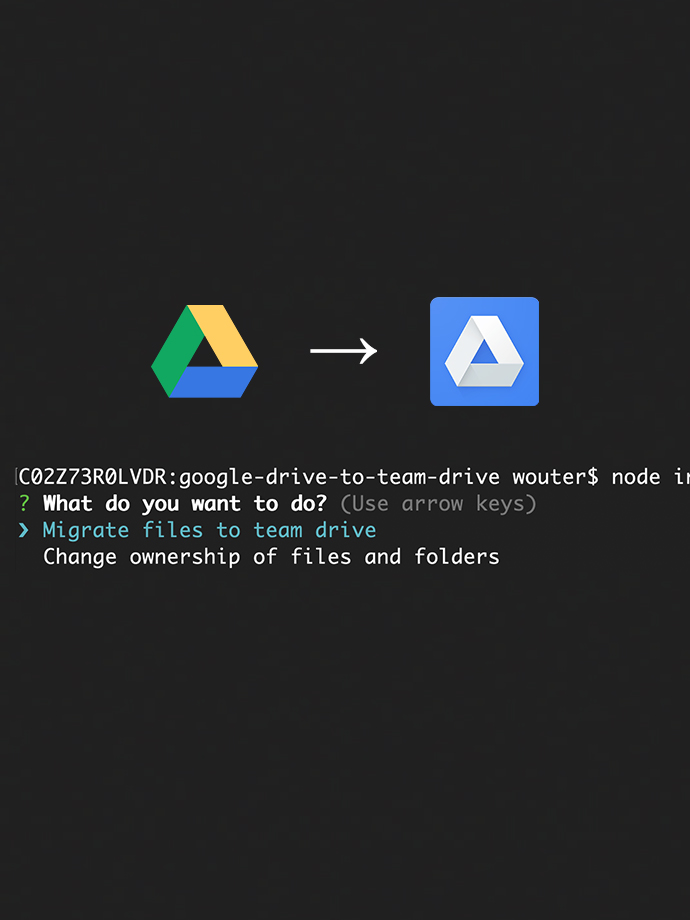 C02Z73R0LVDR:google-drive-to-team-drive wouter$ node
? What do you want to do? (Use arrow keys)
❯ Migrate files to team drive
Change ownership of files and folders